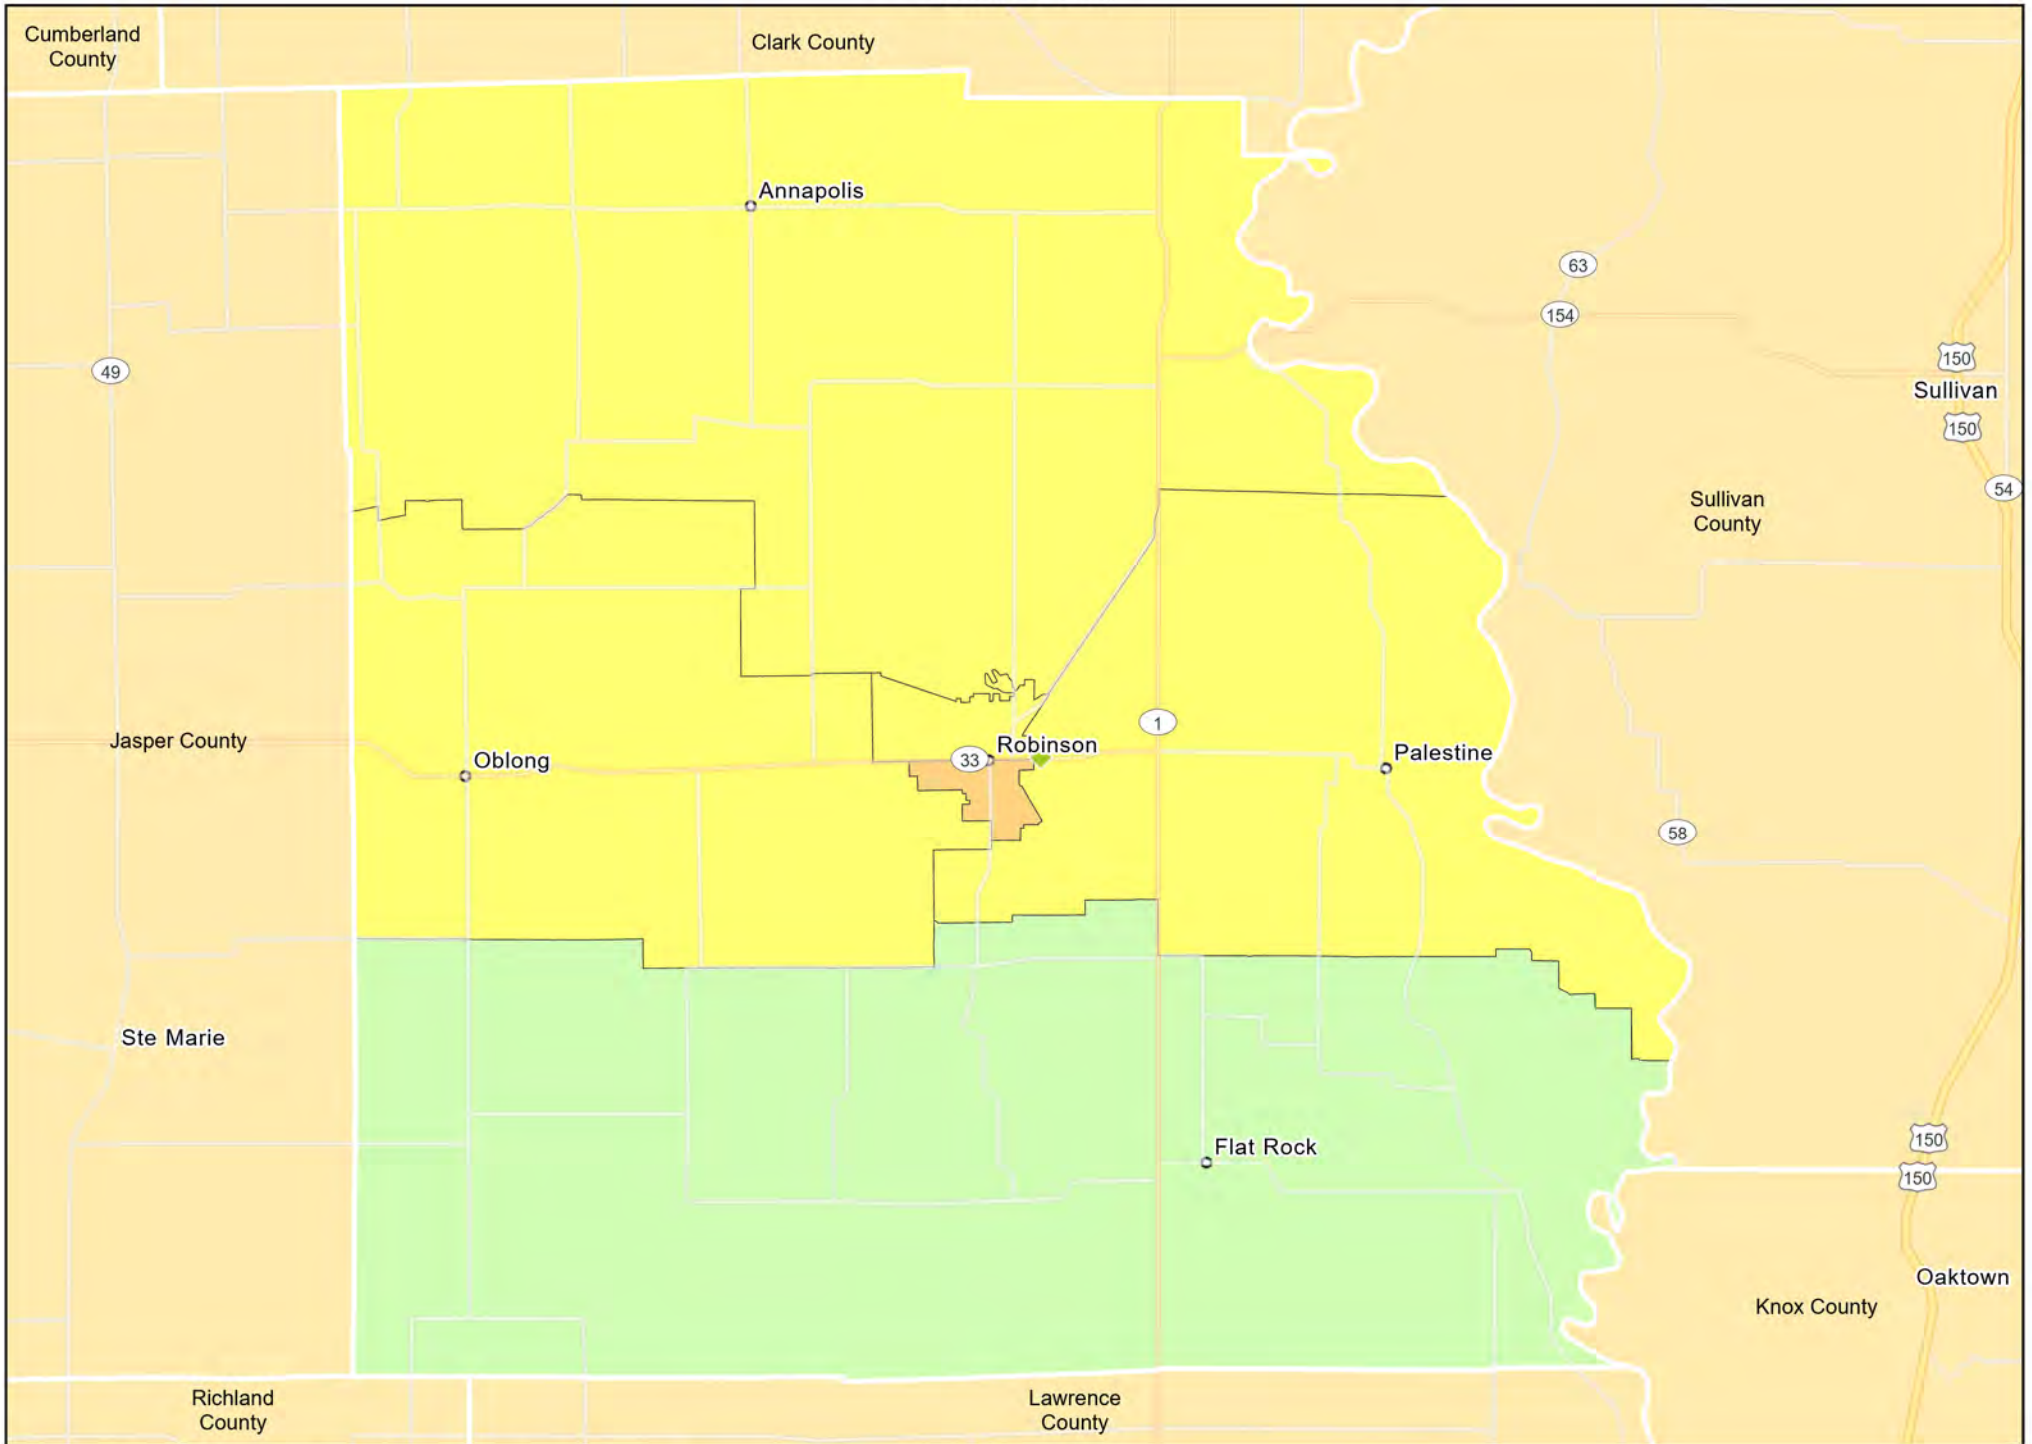 Cumberland
County
Clark County
Annapolis
63
154
150
49
Sullivan
150
54
Sullivan
County
1
Jasper County
Robinson
33
Palestine
Oblong
58
Ste Marie
150
Flat Rock
150
Oaktown
Knox County
Richland
County
Lawrence
County